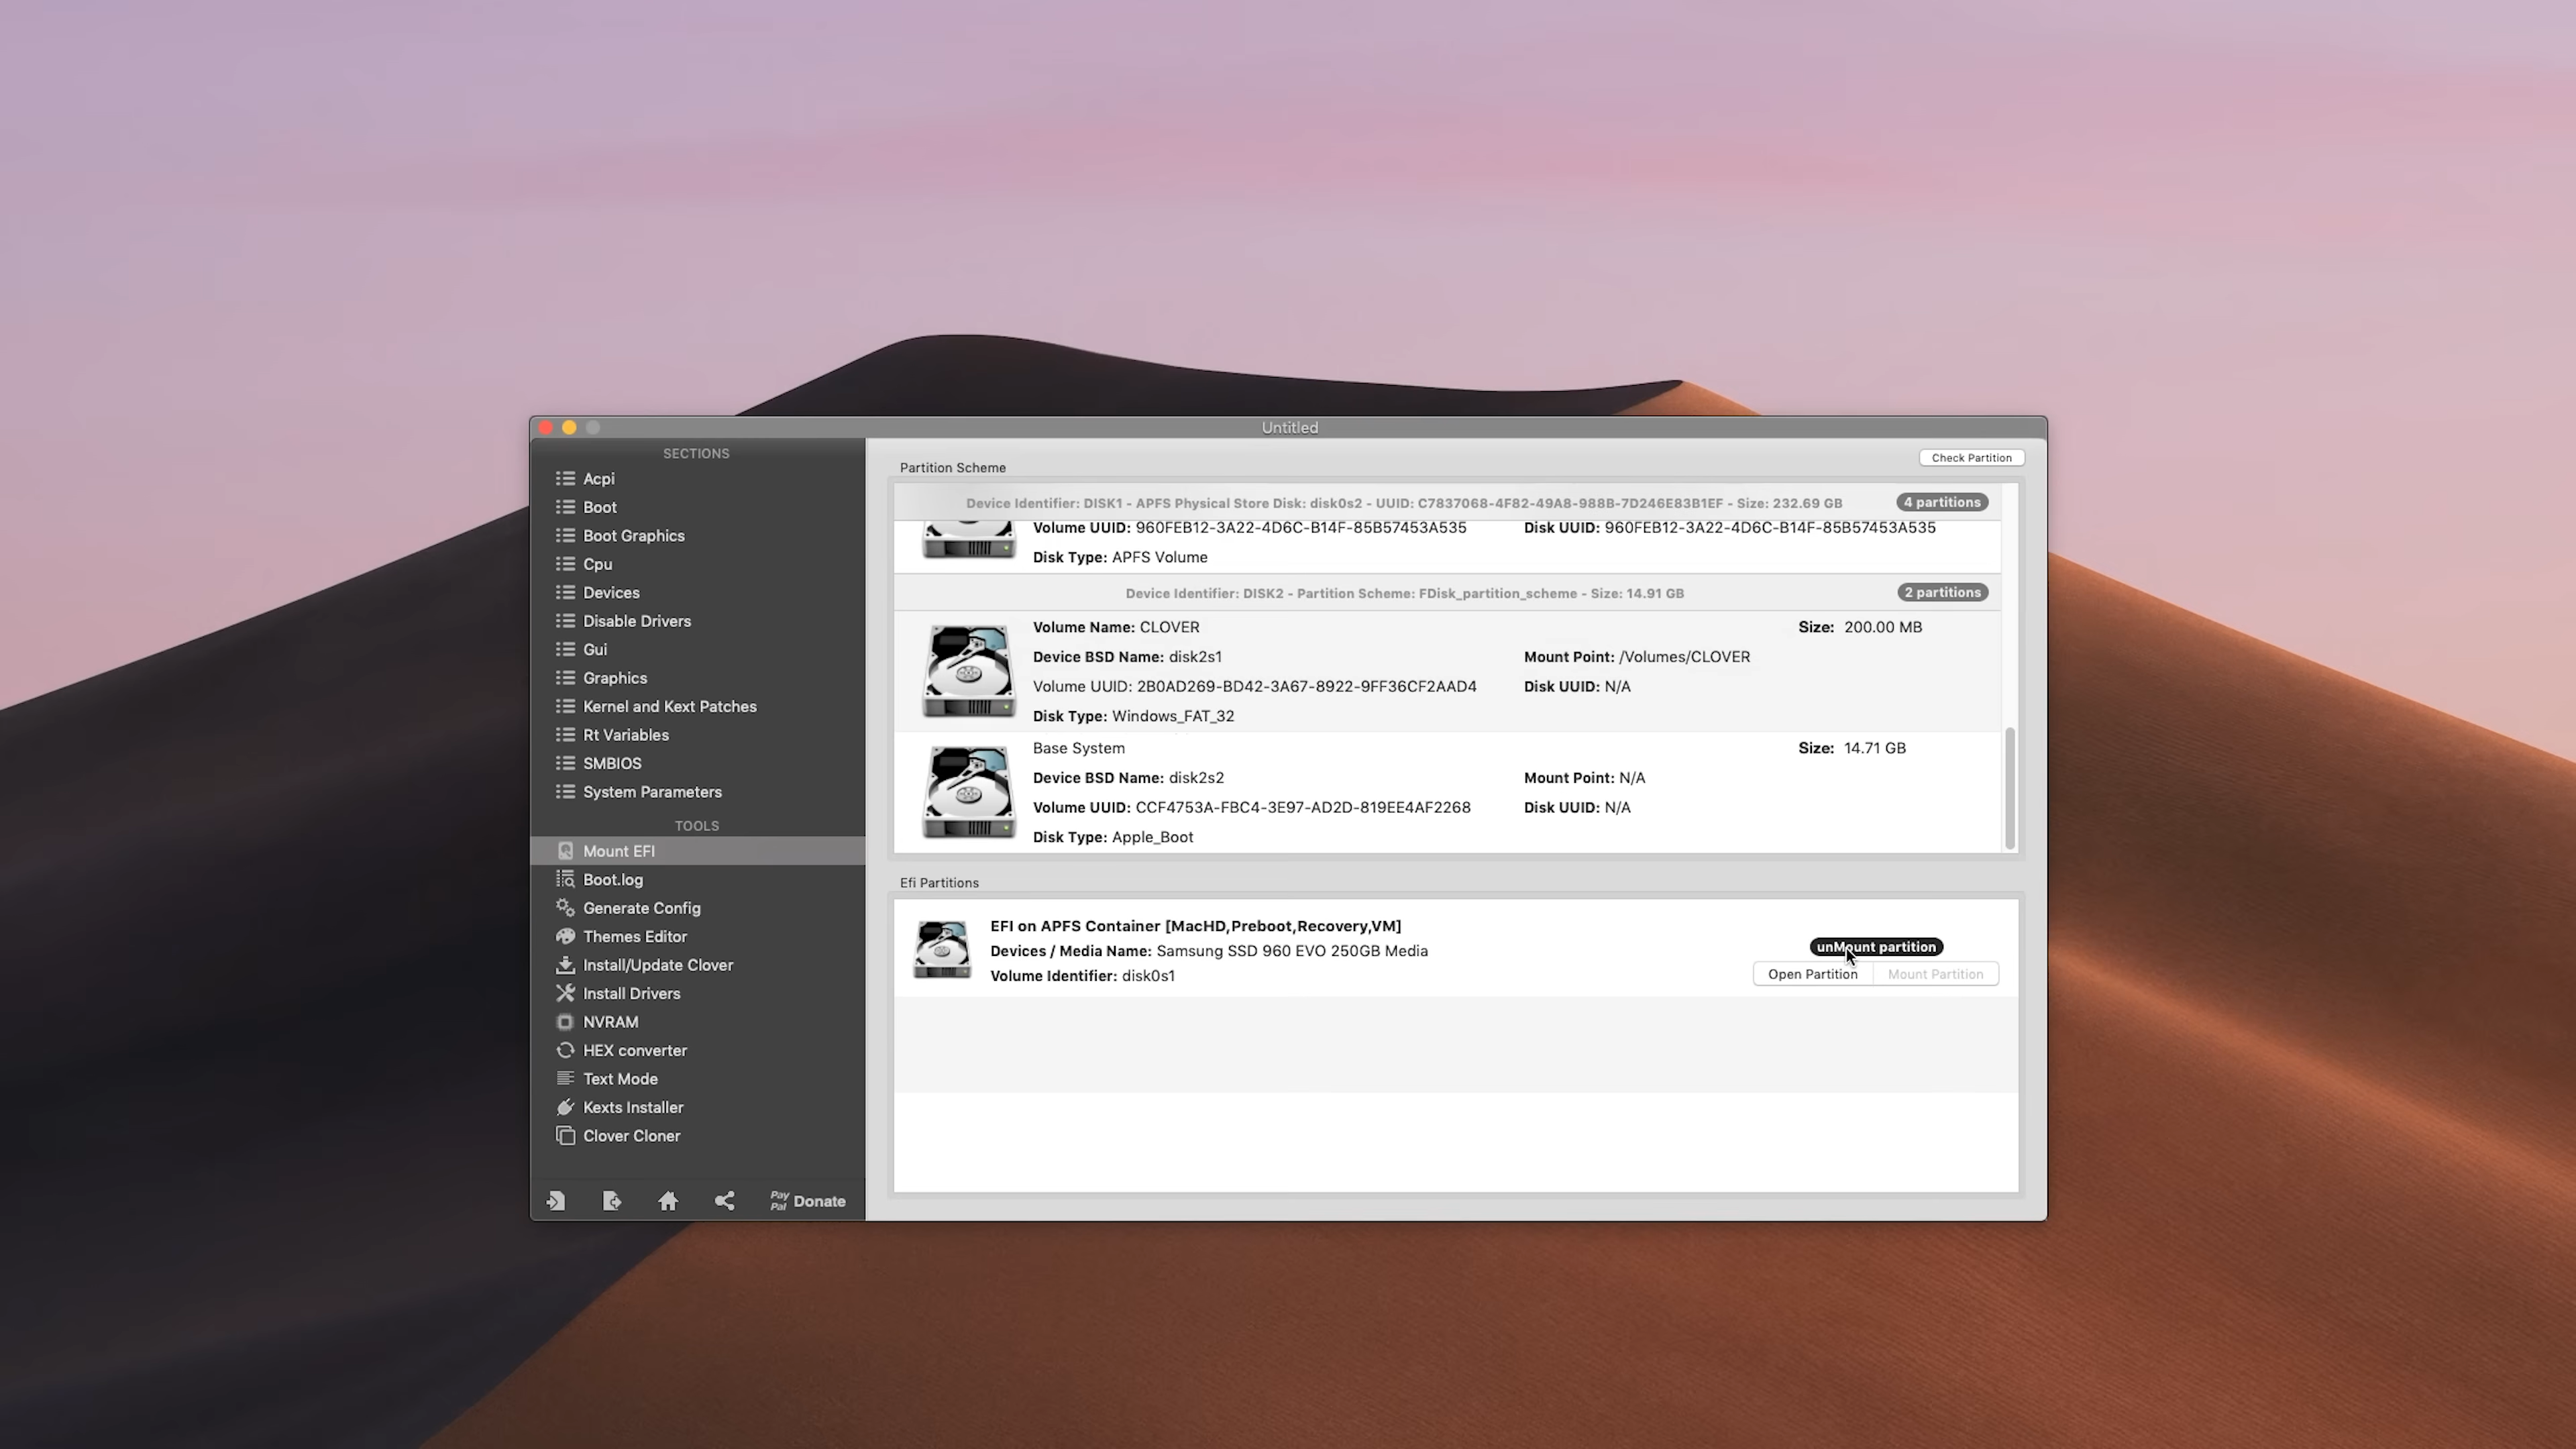 Untitled
SECTIONS
Acpi
Boot
Boot Graphics
Cpu
Devices
Disable Drivers
Gui
Graphics
Kernel and Kext Patches
Rt Variables
SMBIOS
System Parameters
TOOLS
Mount EFI
Boot.log
Generate Config
Themes Editor
Install/Update Clover
Install Drivers
NVRAM
HEX converter
Text Mode
Kexts Installer
Clover Cloner
Pay
Pal Donate
Partition Scheme
Check Partition
Device Identifier: DISK1 - APFS Physical Store Disk: disk0s2 - UUID: C7837068-4F82-49A8-988B-7D246E83B1EF - Size: 232.69 GB 4 partitions
Volume UUID: 960FEB12-3A22-4D6C-B14F-85B57453A535 Disk UUID: 960FEB12-3A22-4D6C-B14F-85B57453A535
Disk Type: APFS Volume
Device Identifier: DISK2 - Partition Scheme: FDisk_partition_scheme - Size: 14.91 GB 2 partitions
Volume Name: CLOVER Size: 200.00 MB
Device BSD Name: disk2s1 Mount Point: /Volumes/CLOVER
Volume UUID: 2B0AD269-BD42-3A67-8922-9FF36CF2AAD4 Disk UUID: N/A
Disk Type: Windows_FAT_32
Base System Size: 14.71 GB
Device BSD Name: disk2s2 Mount Point: N/A
Volume UUID: CCF4753A-FBC4-3E97-AD2D-819EE4AF2268 Disk UUID: N/A
Disk Type: Apple_Boot
Efi Partitions
EFI on APFS Container [MacHD,Preboot,Recovery,VM]
Devices / Media Name: Samsung SSD 960 EVO 250GB Media
Volume Identifier: disk0s1
unMount partition
Open Partition Mount Partition